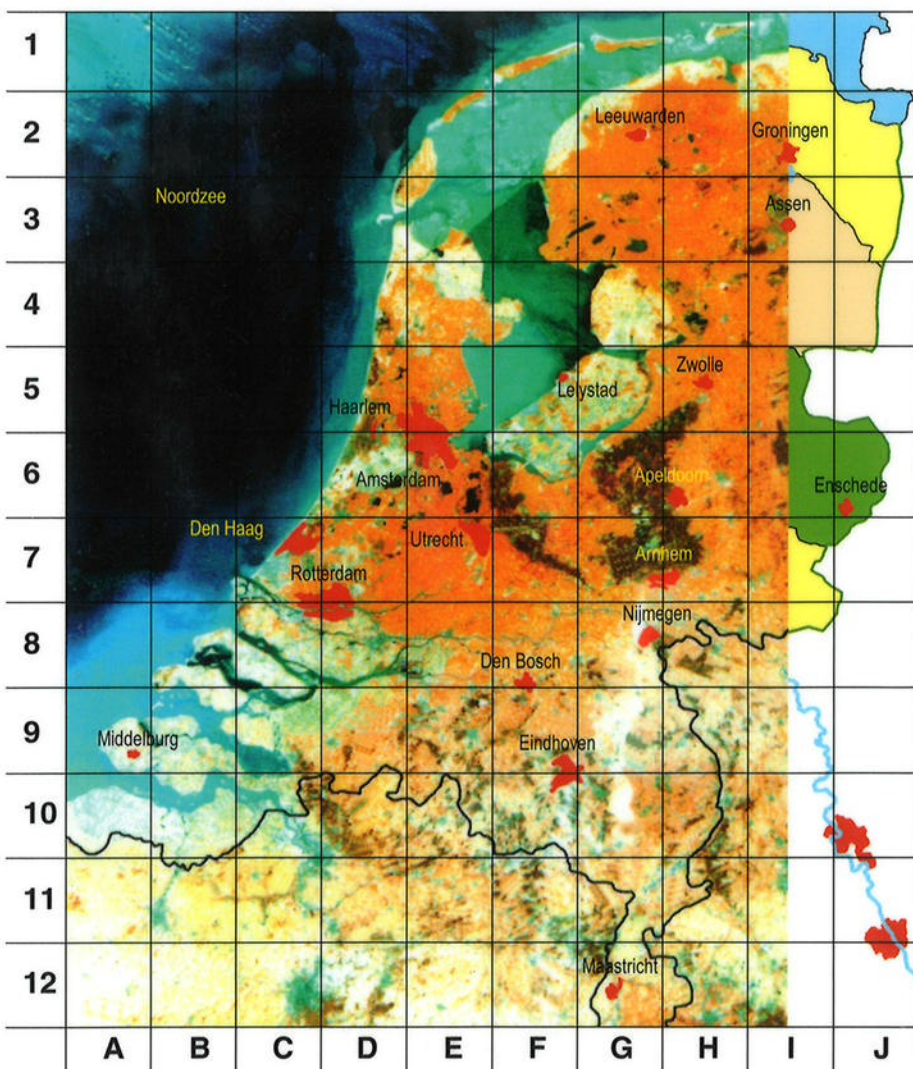 1
2
Leeuwarden
Groningen
Noordzee
3
Assen
4
5
Zwolle
Lelystad
Haarlem
6
Amsterdam
Apeldoorn
Enschede
7
Den Haag
Utrecht
Arnhem
Rotterdam
8
Nijmegen
Den Bosch
9
Middelburg
Eindhoven
10
11
12
Maastricht
A B C D E F G H I J